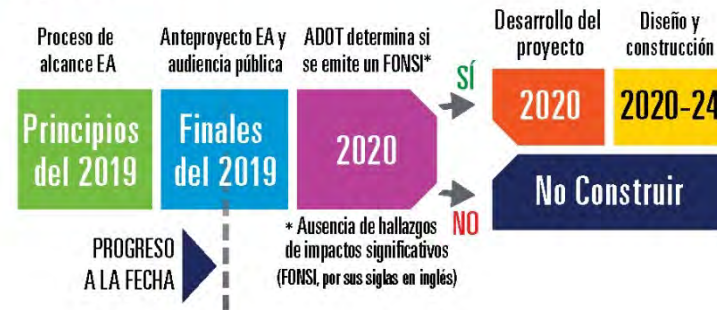 Proceso de
alcance EA
Principios
del 2019
Anteproyecto EA y
audiencia pública
Finales
del 2019
ADOT determina si
se emite un FONSI*
2020
SÍ
NO
Desarrollo del
proyecto
2020
Diseño y
construcción
2020-24
No Construir
PROGRESO
A LA FECHA
* Ausencia de hallazgos
de impactos significativos
(FONSI, por sus siglas en inglés)